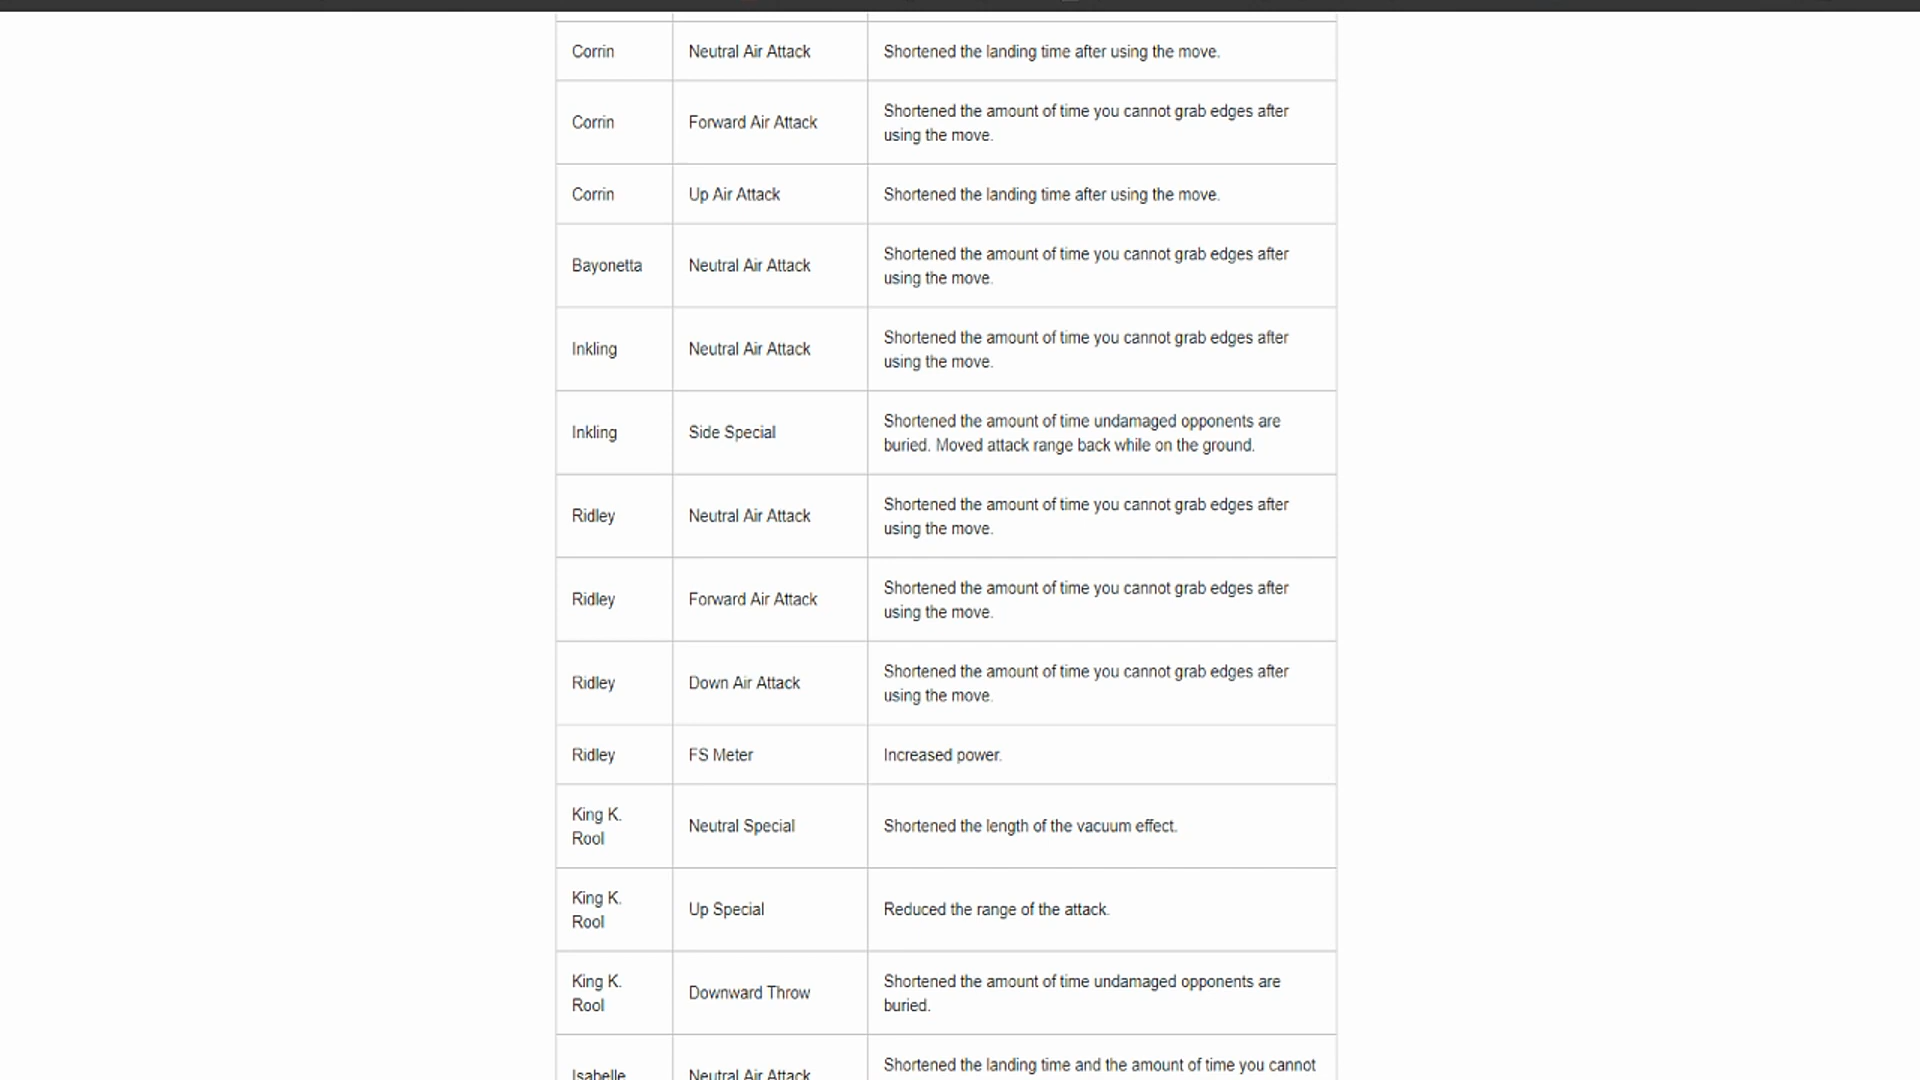 Corrin
Neutral Air Attack
Shortened the landing time after using the move.
Corrin
Forward Air Attack
Shortened the amount of time you cannot grab edges after
using the move.
Corrin
Up Air Attack
Shortened the landing time after using the move.
Bayonetta
Neutral Air Attack
Shortened the amount of time you cannot grab edges after
using the move.
Inkling
Neutral Air Attack
Shortened the amount of time you cannot grab edges after
using the move.
Inkling
Side Special
Shortened the amount of time undamaged opponents are
buried. Moved attack range back while on the ground.
Ridley
Neutral Air Attack
Shortened the amount of time you cannot grab edges after
using the move.
Ridley
Forward Air Attack
Shortened the amount of time you cannot grab edges after
using the move.
Ridley
Down Air Attack
Shortened the amount of time you cannot grab edges after
using the move.
Ridley
FS Meter
Increased power.
King K.
Rool
Neutral Special
Shortened the length of the vacuum effect.
King K.
Rool
Up Special
Reduced the range of the attack.
King K.
Rool
Downward Throw
Shortened the amount of time undamaged opponents are
buried.
Isabelle
Neutral Air Attack
Shortened the landing time and the amount of time you cannot